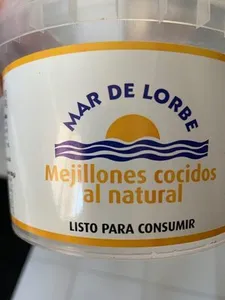 MAR DE LORBE
Mejillones cocidos
al natural
LISTO PARA CONSUMIR